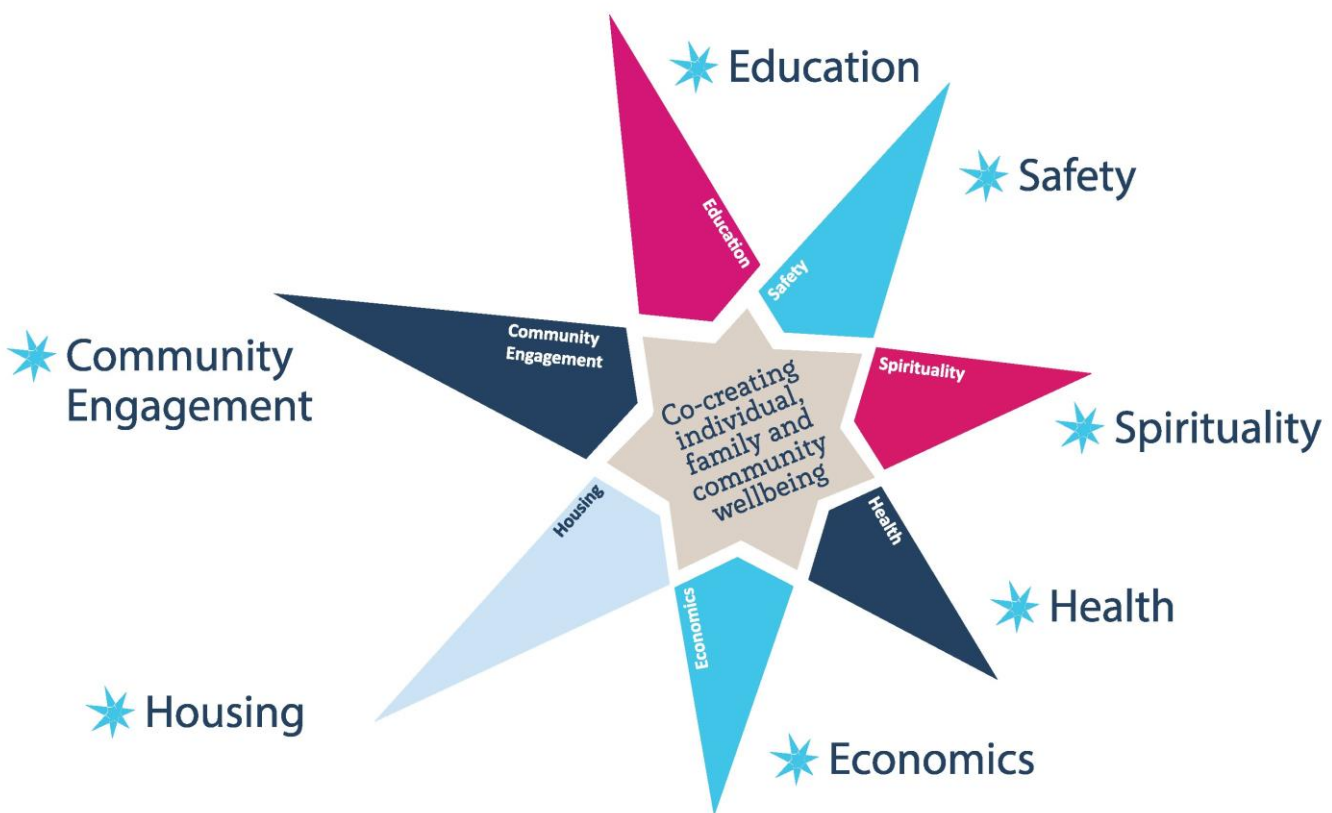 Education
Safety
Spirituality
Health
Economics
Housing
Community
Engagement
Education
Safety
Spirituality
Health
Economics
Housing
Community
Engagement
Co-creating
individual,
family and
community
wellbeing